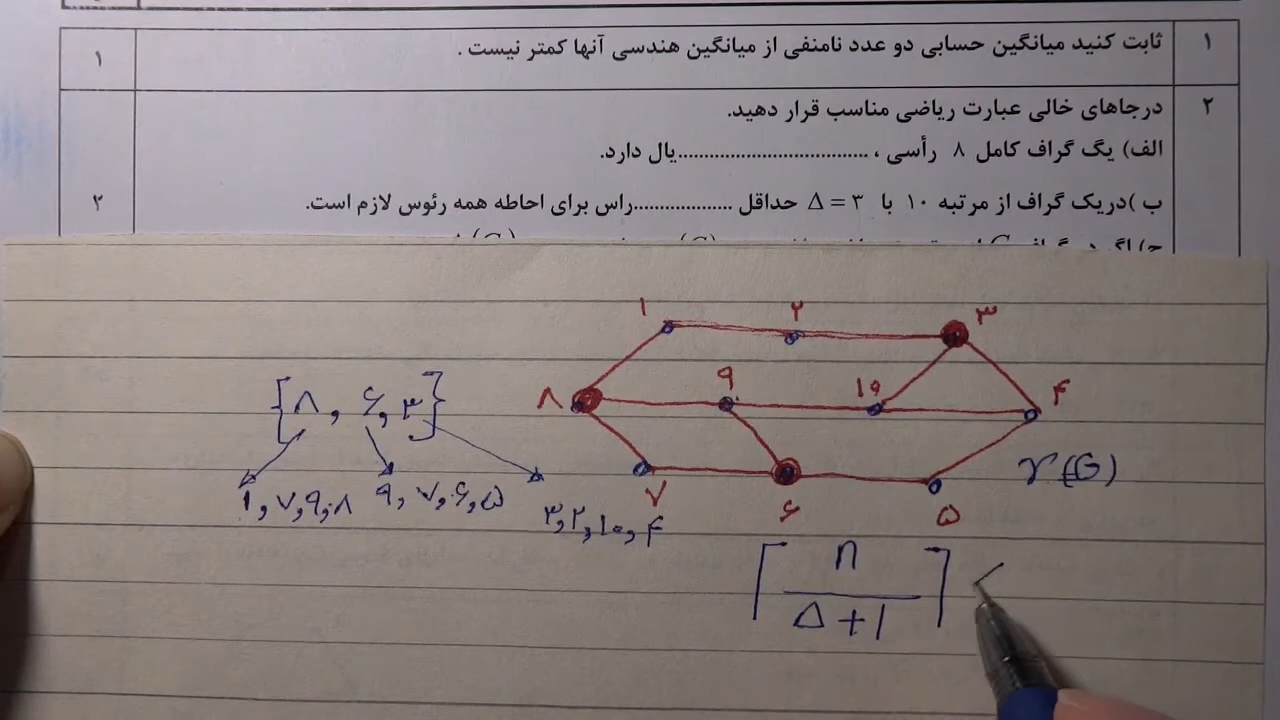 ۱ ثابت کنید میانگین حسابی دو عدد نامنفی از میانگین هندسی آنها کمتر نیست . ۱
۲ درجاهای خالی عبارت ریاضی مناسب قرار دهید.
الف) یگ گراف کامل ۸ رأسی ، .................................... یال دارد.
ب )دریک گراف از مرتبه ۱۰ با Δ = ۳ حداقل ..................راس برای احاطه همه رئوس لازم است. ۲
۱ ۲ ۳
۸ ۹ ۱۰ ۴
۷ ۶ ۵
{۸ , ۶ , ۳}
۱ , ۷ , ۹ , ۸
۹ , ۷ , ۶ , ۵
۳ , ۲ , ۱۰ , ۴
γ(G)
⌈n / Δ + 1⌉ <